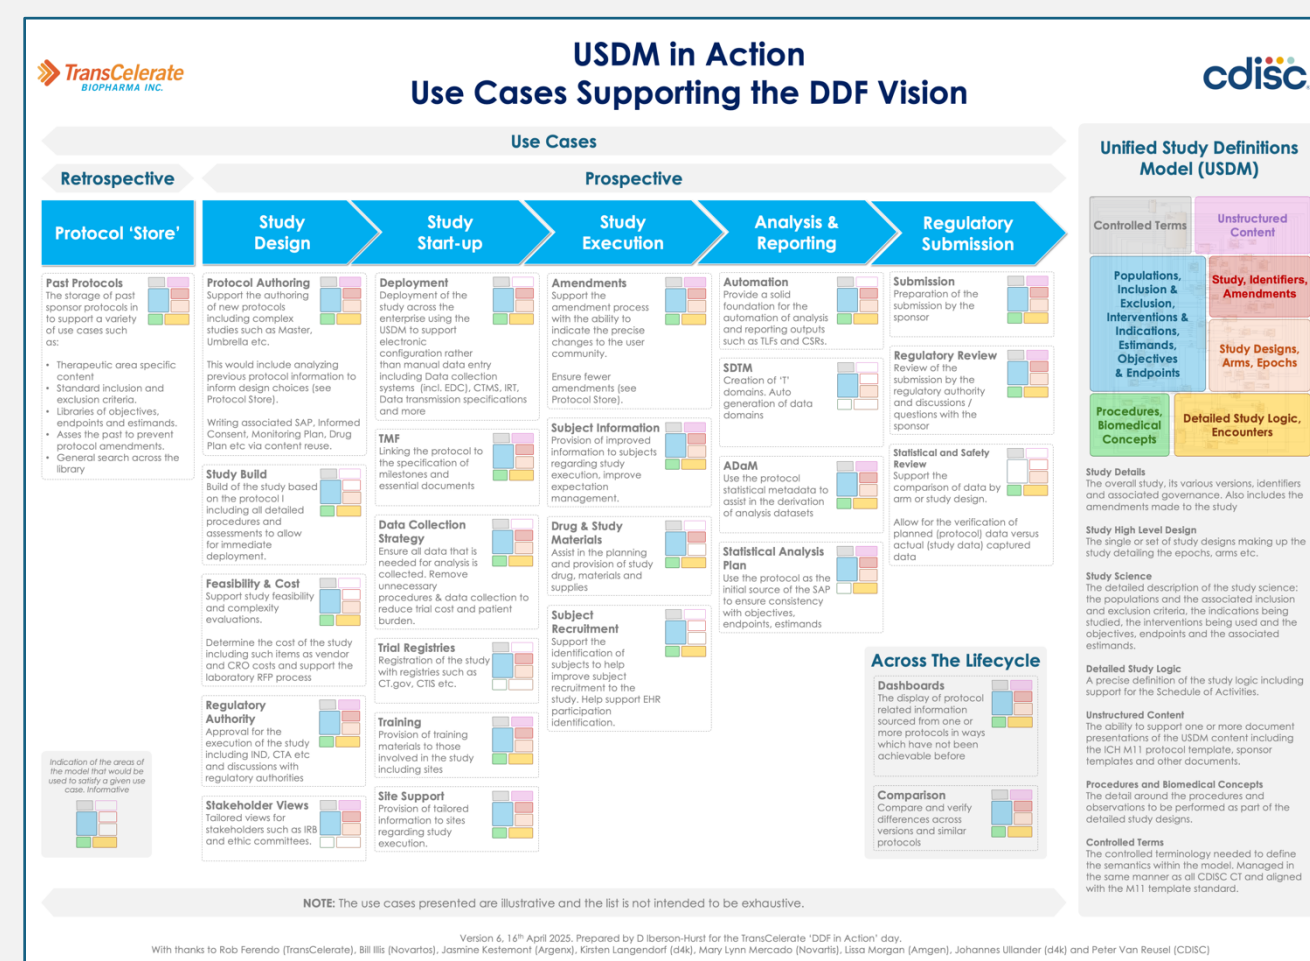 USDM in Action
Use Cases Supporting the DDF Vision
TransCelerate
BIOPHARMA INC.
cdisc
Use Cases
Retrospective
Prospective
Protocol ‘Store’
Study
Design
Study
Start-up
Study
Execution
Analysis &
Reporting
Regulatory
Submission
Past Protocols
The storage of past
sponsor protocols in
to support a variety
of use cases such
as:
• Therapeutic area specific
content
• Standard inclusion and
exclusion criteria.
• Libraries of objectives,
endpoints and estimands.
• Asses the past to prevent
protocol amendments.
• General search across the
library
Indication of the areas of
the model that would be
used to satisfy a given use
case. Informative
Protocol Authoring
Support the authoring
of new protocols
including complex
studies such as Master,
Umbrella etc.
This would include analyzing
previous protocol information to
inform design choices (see
Protocol Store).
Writing associated SAP, Informed
Consent, Monitoring Plan, Drug
Plan etc via content reuse.
Study Build
Build of the study based
on the protocol I
including all detailed
procedures and
assessments to allow
for immediate
deployment.
Feasibility & Cost
Support study feasibility
and complexity
evaluations.
Determine the cost of the study
including such items as vendor
and CRO costs and support the
laboratory RFP process
Regulatory
Authority
Approval for the
execution of the study
including IND, CTA etc
and discussions with
regulatory authorities
Stakeholder Views
Tailored views for
stakeholders such as IRB
and ethic committees.
Deployment
Deployment of the
study across the
enterprise using the
USDM to support
electronic
configuration rather
than manual data entry
including Data collection
systems (incl. EDC), CTMS, IRT,
Data transmission specifications
and more
TMF
Linking the protocol to
the specification of
milestones and
essential documents
Data Collection
Strategy
Ensure all data that is
needed for analysis is
collected. Remove
unnecessary
procedures & data collection to
reduce trial cost and patient
burden.
Trial Registries
Registration of the study
with registries such as
CT.gov, CTIS etc.
Training
Provision of training
materials to those
involved in the study
including sites
Site Support
Provision of tailored
information to sites
regarding study
execution.
Amendments
Support the
amendment process
with the ability to
indicate the precise
changes to the user
community.
Ensure fewer
amendments (see
Protocol Store).
Subject Information
Provision of improved
information to subjects
regarding study
execution, improve
expectation
management.
Drug & Study
Materials
Assist in the planning
and provision of study
drug, materials and
supplies
Subject
Recruitment
Support the
identification of
subjects to help
improve subject
recruitment to the
study. Help support EHR
participation
identification.
Automation
Provide a solid
foundation for the
automation of analysis
and reporting outputs
such as TLFs and CSRs.
SDTM
Creation of ‘T’
domains. Auto
generation of data
domains
ADaM
Use the protocol
statistical metadata to
assist in the derivation
of analysis datasets
Statistical Analysis
Plan
Use the protocol as the
initial source of the SAP
to ensure consistency
with objectives,
endpoints, estimands
Submission
Preparation of the
submission by the
sponsor
Regulatory Review
Review of the
submission by the
regulatory authority
and discussions /
questions with the
sponsor
Statistical and Safety
Review
Support the
comparison of data by
arm or study design.
Allow for the verification of
planned (protocol) data versus
actual (study data) captured
data
Across The Lifecycle
Dashboards
The display of protocol
related information
sourced from one or
more protocols in ways
which have not been
achievable before
Comparison
Compare and verify
differences across
versions and similar
protocols
Unified Study Definitions
Model (USDM)
Controlled Terms
Unstructured
Content
Populations,
Inclusion &
Exclusion,
Interventions &
Indications,
Estimands,
Objectives
& Endpoints
Study, Identifiers,
Amendments
Study Designs,
Arms, Epochs
Procedures,
Biomedical
Concepts
Detailed Study Logic,
Encounters
Study Details
The overall study, its various versions, identifiers
and associated governance. Also includes the
amendments made to the study
Study High Level Design
The single or set of study designs making up the
study detailing the epochs, arms etc.
Study Science
The detailed description of the study science:
the populations and the associated inclusion
and exclusion criteria, the indications being
studied, the interventions being used and the
objectives, endpoints and the associated
estimands.
Detailed Study Logic
A precise definition of the study logic including
support for the Schedule of Activities.
Unstructured Content
The ability to support one or more document
presentations of the USDM content including
the ICH M11 protocol template, sponsor
templates and other documents.
Procedures and Biomedical Concepts
The detail around the procedures and
observations to be performed as part of the
detailed study designs.
Controlled Terms
The controlled terminology needed to define
the semantics within the model. Managed in
the same manner as all CDISC CT and aligned
with the M11 template standard.
NOTE: The use cases presented are illustrative and the list is not intended to be exhaustive.
Version 6, 16th April 2025. Prepared by D Iberson-Hurst for the TransCelerate ‘DDF in Action’ day.
With thanks to Rob Ferendo (TransCelerate), Bill Illis (Novartos), Jasmine Kestemont (Argenx), Kirsten Langendorf (d4k), Mary Lynn Mercado (Novartis), Lissa Morgan (Amgen), Johannes Ullander (d4k) and Peter Van Reusel (CDISC)